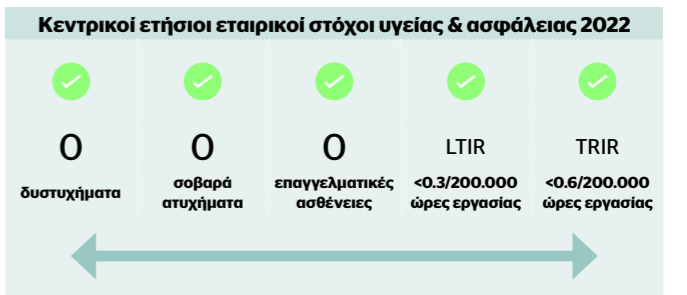 Κεντρικοί ετήσιοι εταιρικοί στόχοι υγείας & ασφάλειας 2022
0
δυστυχήματα
0
σοβαρά
ατυχήματα
0
επαγγελματικές
ασθένειες
LTIR
<0.3/200.000
ώρες εργασίας
TRIR
<0.6/200.000
ώρες εργασίας